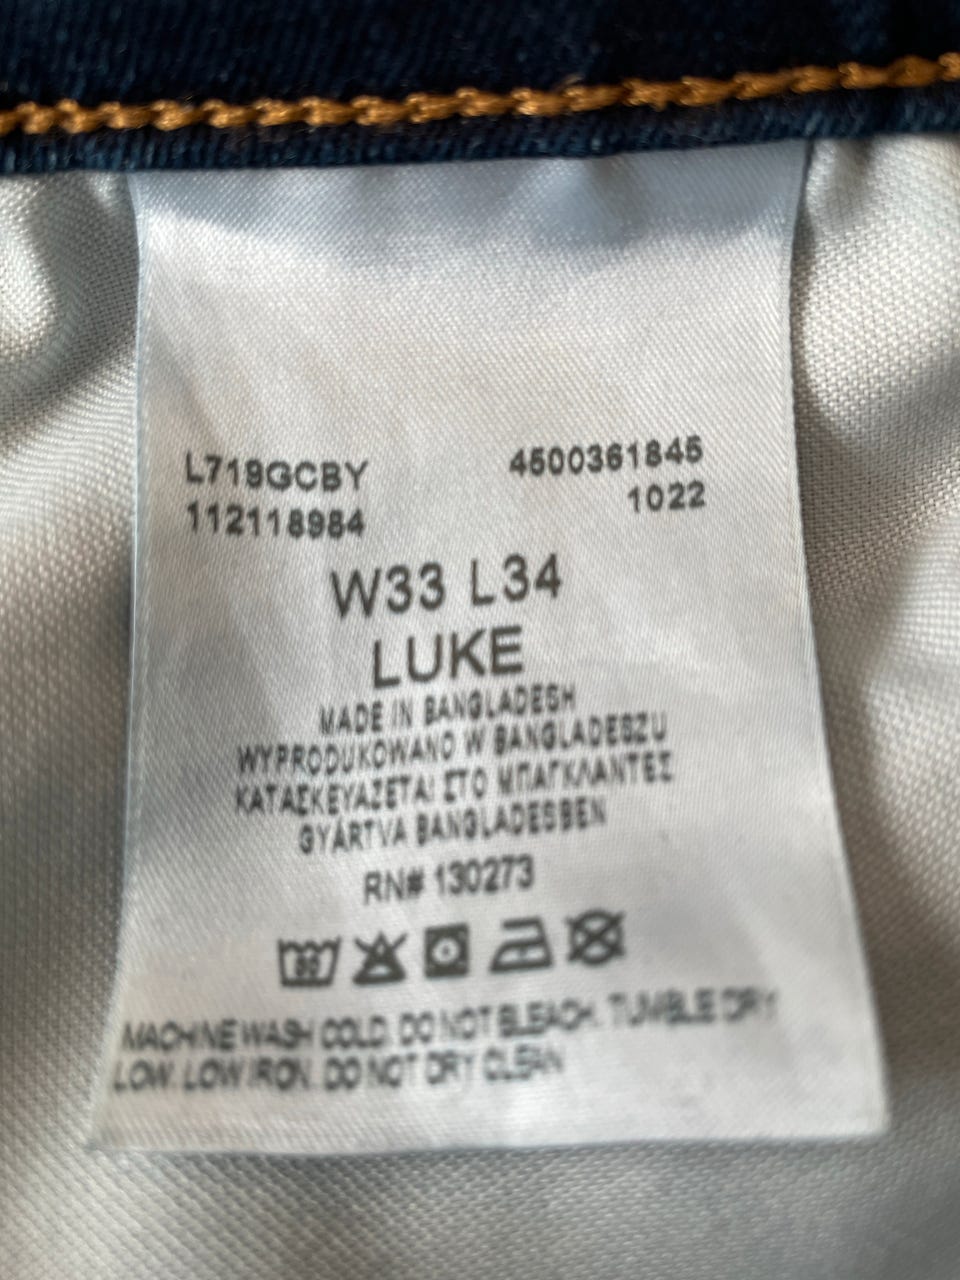 L719GCBY 4500361845
112118984 1022
W33 L34
LUKE
MADE IN BANGLADESH
WYPRODUKOWANO W BANGLADESZU
ΚΑΤΑΣΚΕΥΑΖΕΤΑΙ ΣΤΟ ΜΠΑΓΚΛΑΝΤΕΣ
GYÁRTVA BANGLADESBEN
RN# 130273
30
MACHINE WASH COLD. DO NOT BLEACH. TUMBLE DRY
LOW. LOW IRON. DO NOT DRY CLEAN